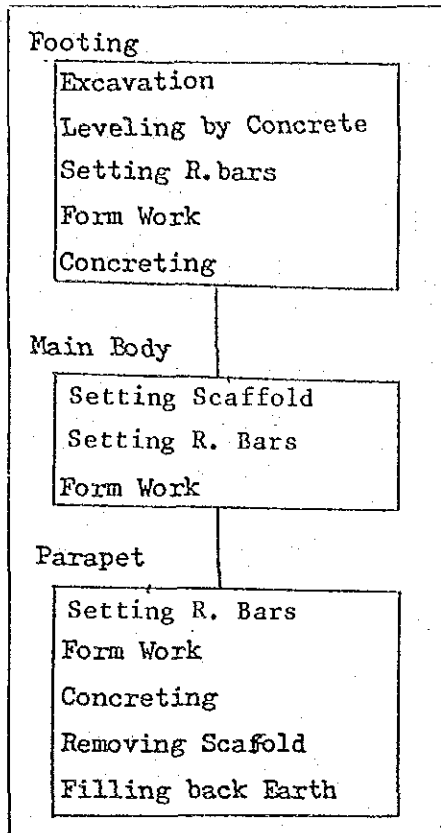 Footing
Excavation
Leveling by Concrete
Setting R.bars
Form Work
Concreting
Main Body
Setting Scaffold
Setting R. Bars
Form Work
Parapet
Setting R. Bars
Form Work
Concreting
Removing Scaffold
Filling back Earth